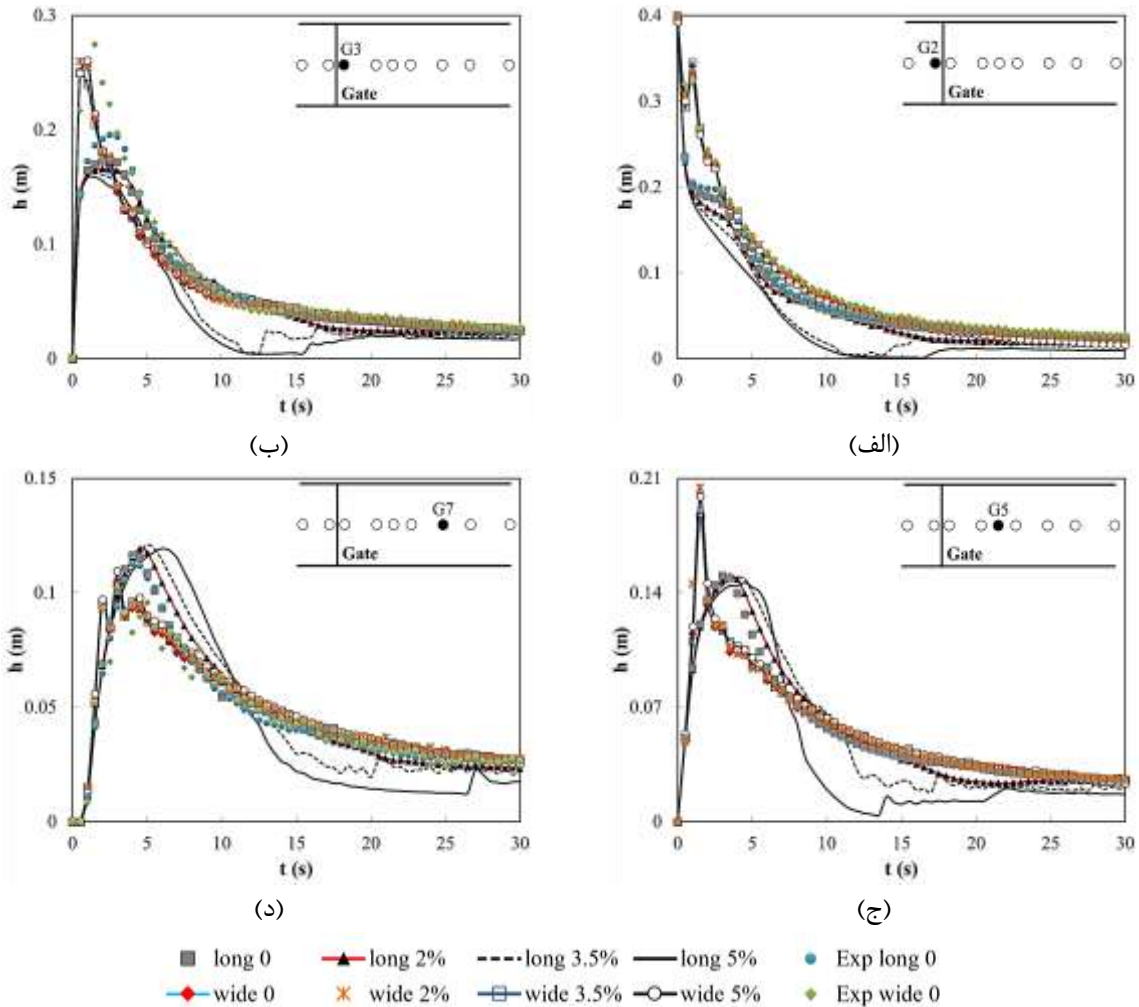 0.3
0.2
0.1
0
h (m)
0 5 10 15 20 25 30
t (s)
G3
Gate
(ب)
0.4
0.3
0.2
0.1
0
h (m)
0 5 10 15 20 25 30
t (s)
G2
Gate
(الف)
0.15
0.1
0.05
0
h (m)
0 5 10 15 20 25 30
t (s)
G7
Gate
(د)
0.21
0.14
0.07
0
h (m)
0 5 10 15 20 25 30
t (s)
G5
Gate
(ج)
long 0 long 2% long 3.5% long 5% Exp long 0
wide 0 wide 2% wide 3.5% wide 5% Exp wide 0